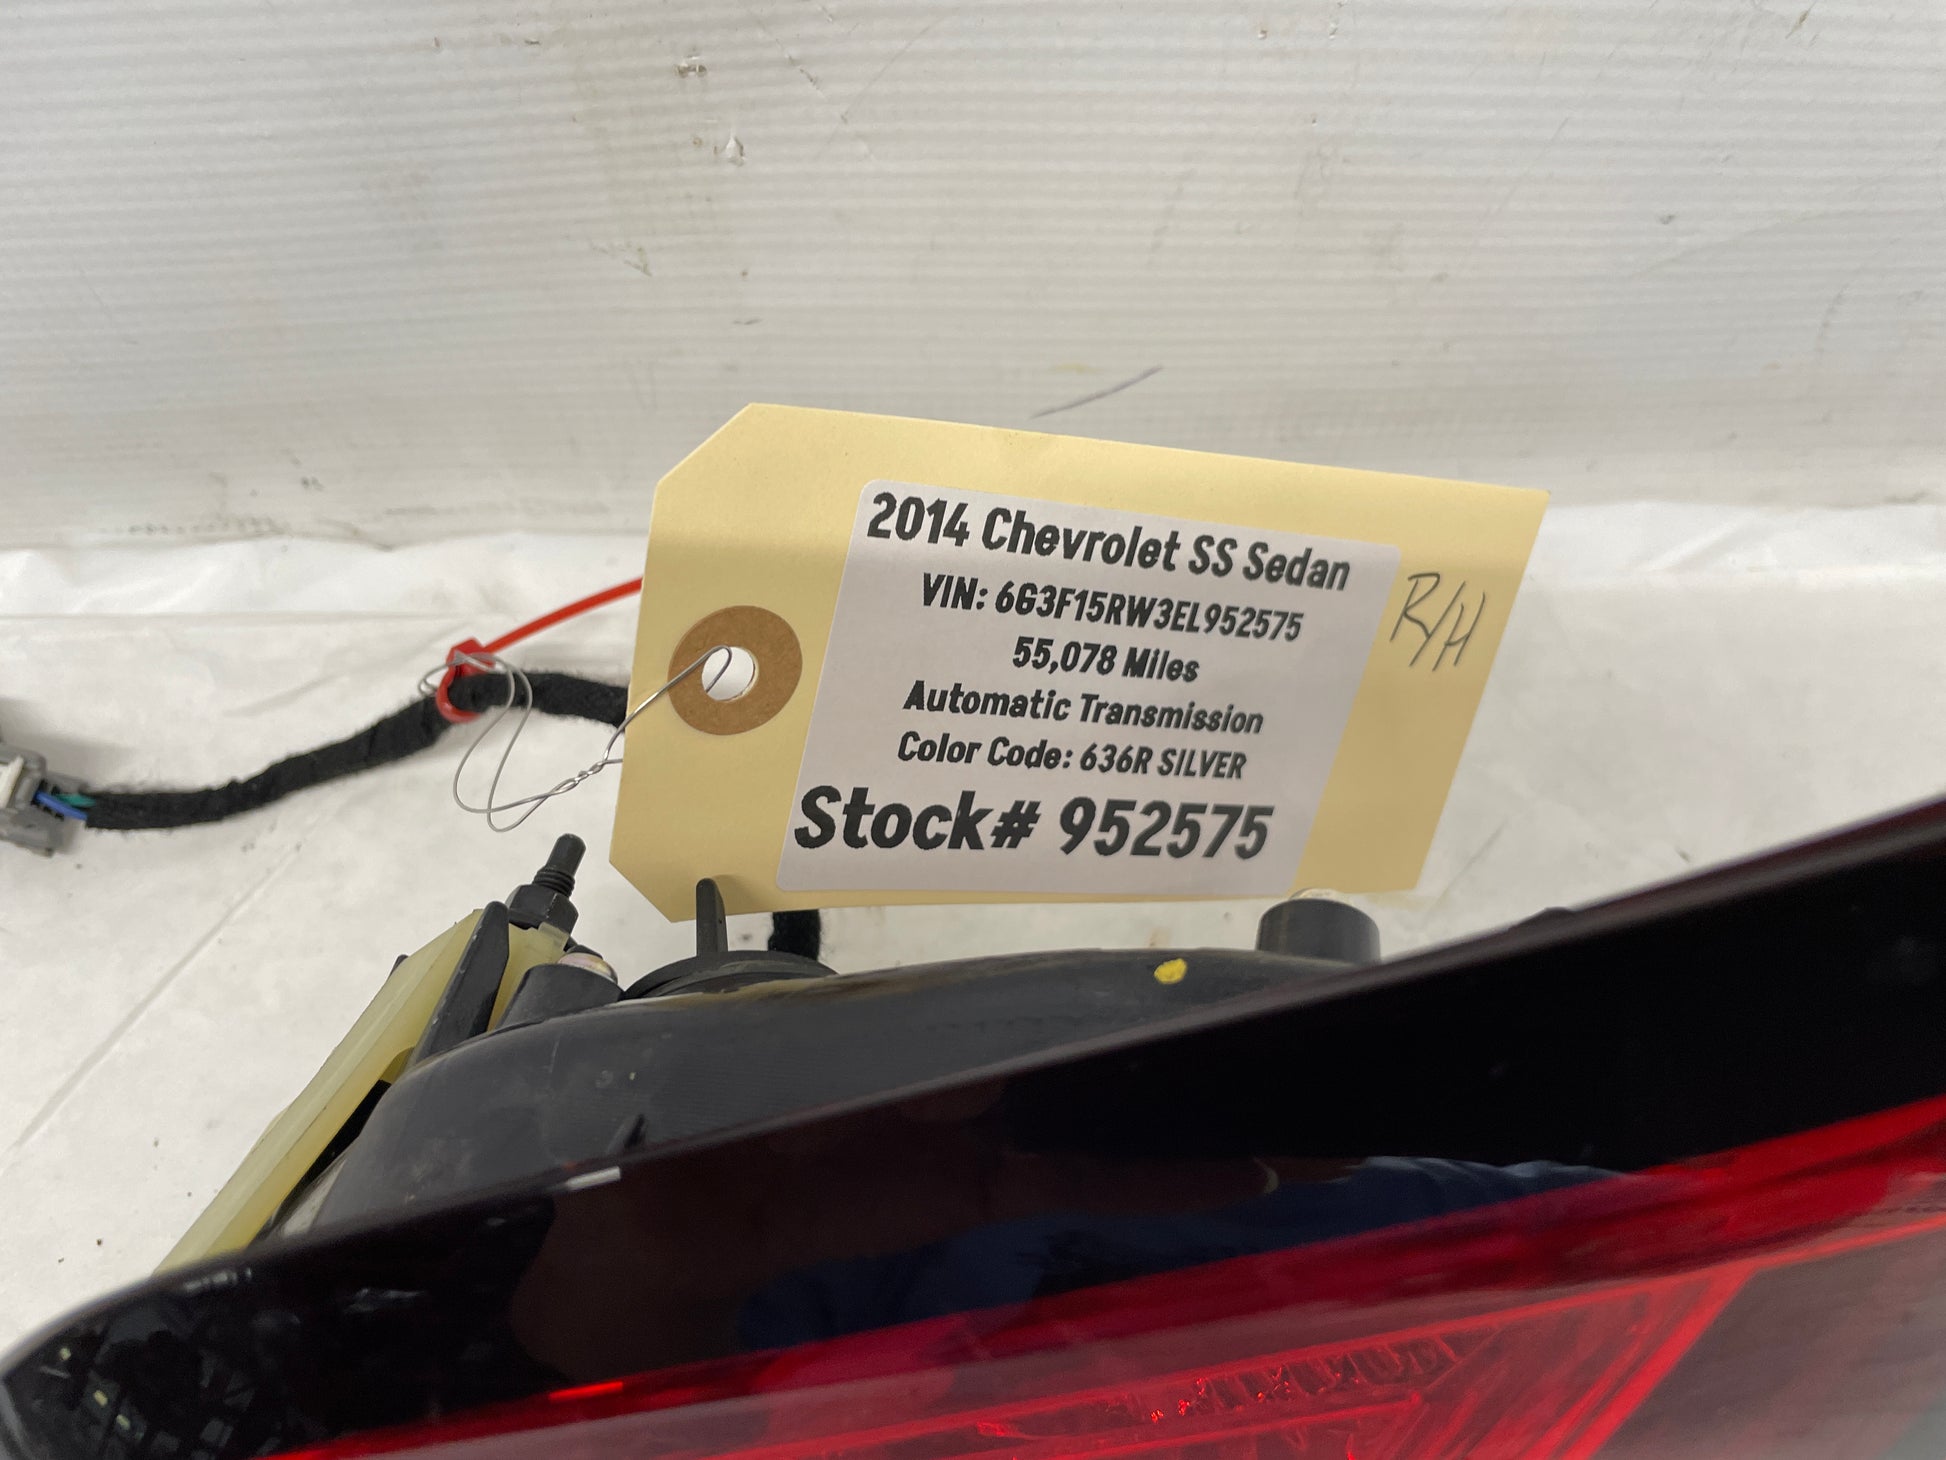 2014 Chevrolet SS Sedan
VIN: 6G3F15RW3EL952575
55,078 Miles
Automatic Transmission
Color Code: 636R SILVER
Stock# 952575
R/H